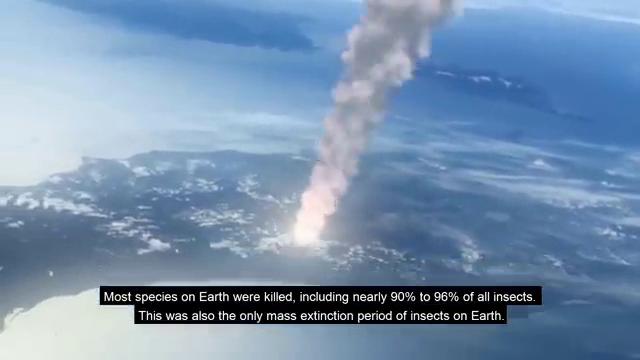 Most species on Earth were killed, including nearly 90% to 96% of all insects.
This was also the only mass extinction period of insects on Earth.